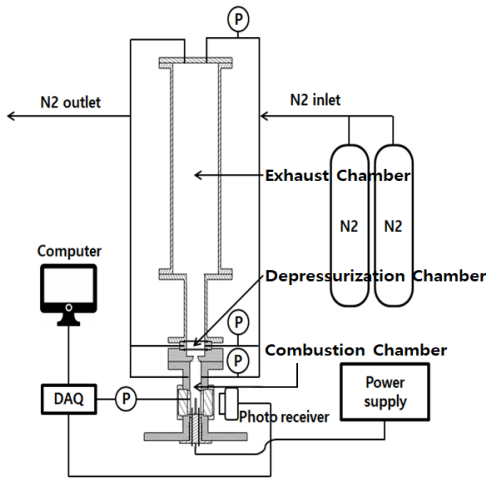 P
N2 outlet
N2 inlet
Exhaust Chamber
N2
N2
Computer
Depressurization Chamber
P
P
Combustion Chamber
Power
supply
DAQ
P
Photo receiver